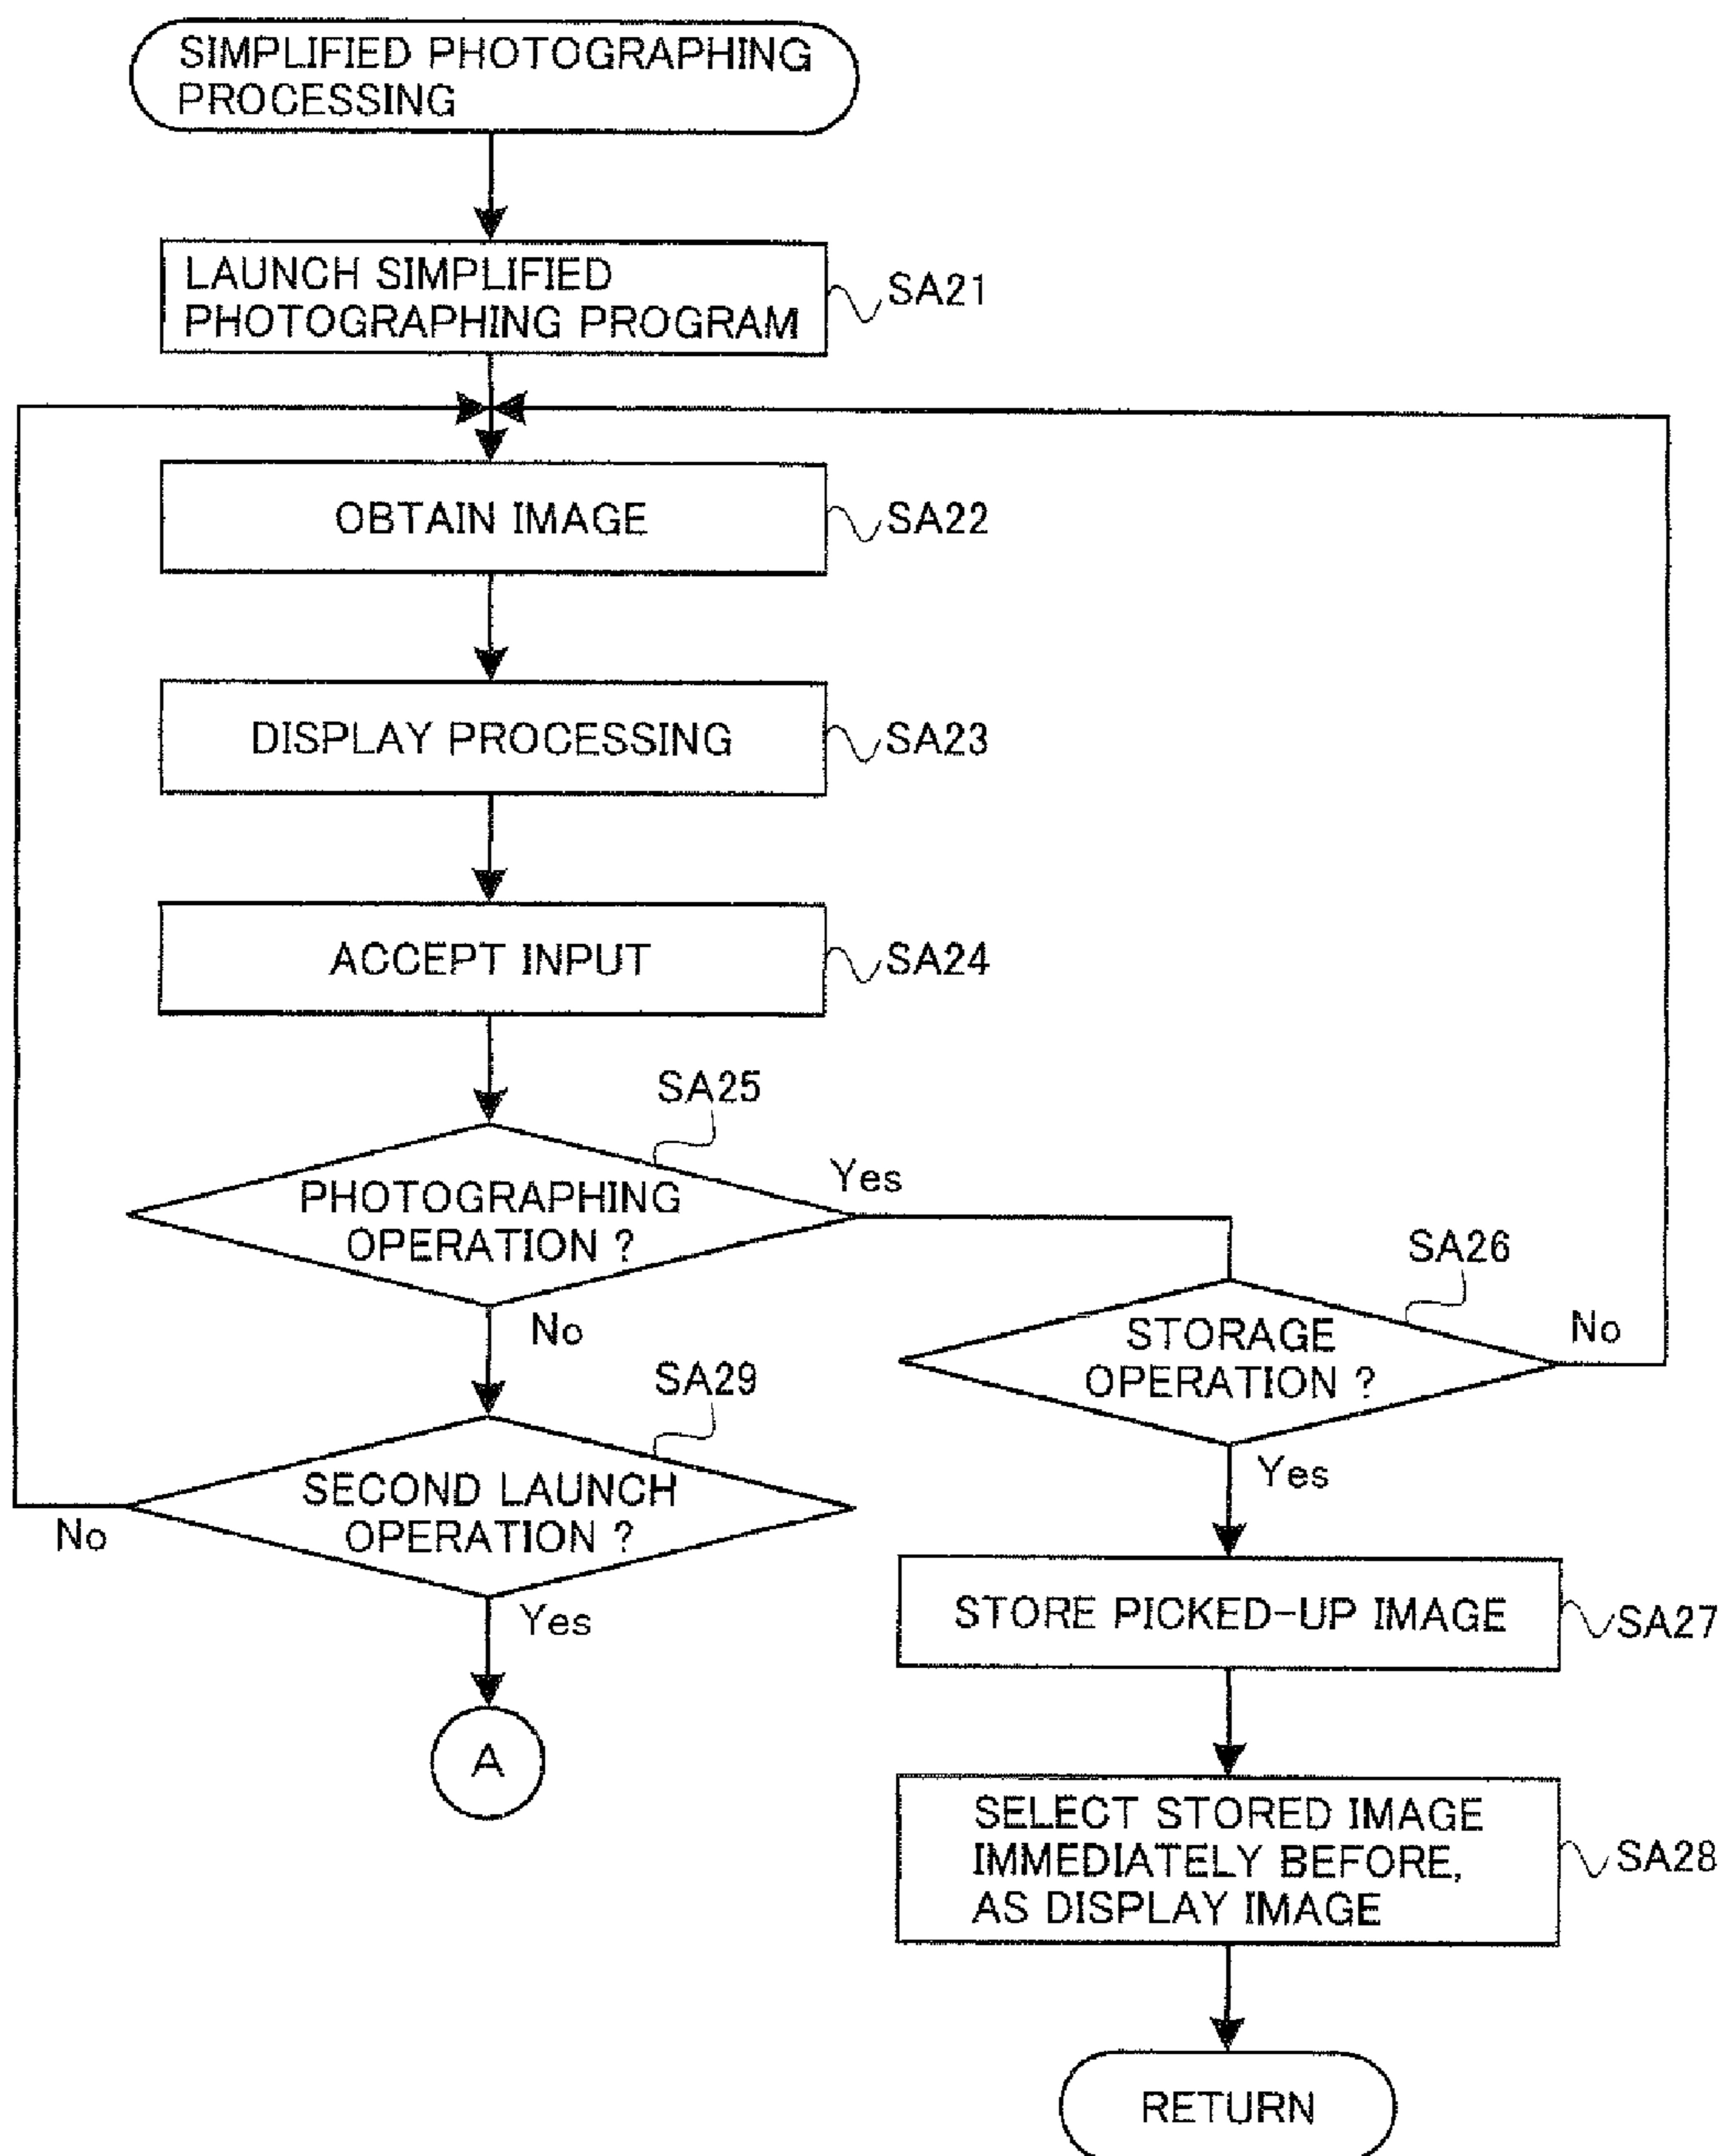 SIMPLIFIED PHOTOGRAPHING
PROCESSING
LAUNCH SIMPLIFIED
PHOTOGRAPHING PROGRAM
SA21
OBTAIN IMAGE
SA22
DISPLAY PROCESSING
SA23
ACCEPT INPUT
SA24
SA25
PHOTOGRAPHING
OPERATION ?
Yes
No
SA26
STORAGE
OPERATION ?
No
Yes
SA29
SECOND LAUNCH
OPERATION ?
No
Yes
A
STORE PICKED-UP IMAGE
SA27
SELECT STORED IMAGE
IMMEDIATELY BEFORE,
AS DISPLAY IMAGE
SA28
RETURN